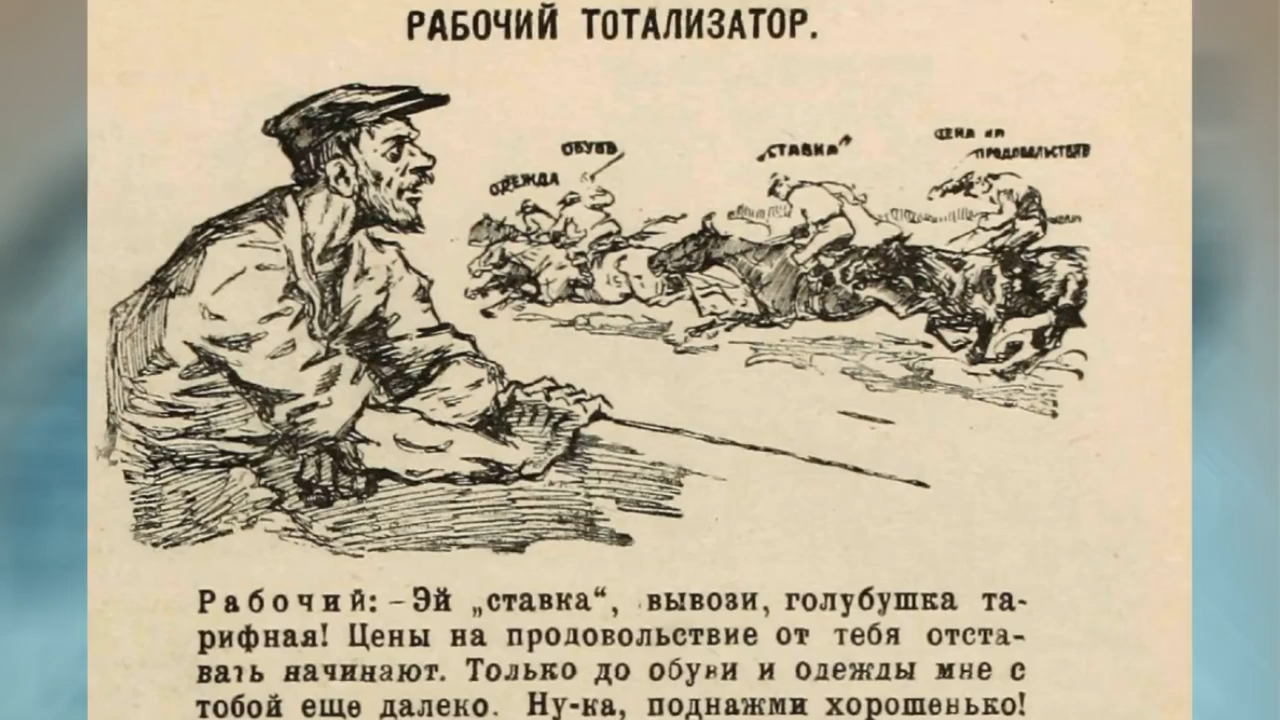 РАБОЧИЙ ТОТАЛИЗАТОР.
ОДЕЖДА
ОБУВЬ
„СТАВКА"
ЦЕНА НА
ПРОДОВОЛЬСТВИЕ
Рабочий: – Эй „ставка“, вывози, голубушка та-
рифная! Цены на продовольствие от тебя отста-
вать начинают. Только до обуви и одежды мне с
тобой еще далеко. Ну-ка, поднажми хорошенько!